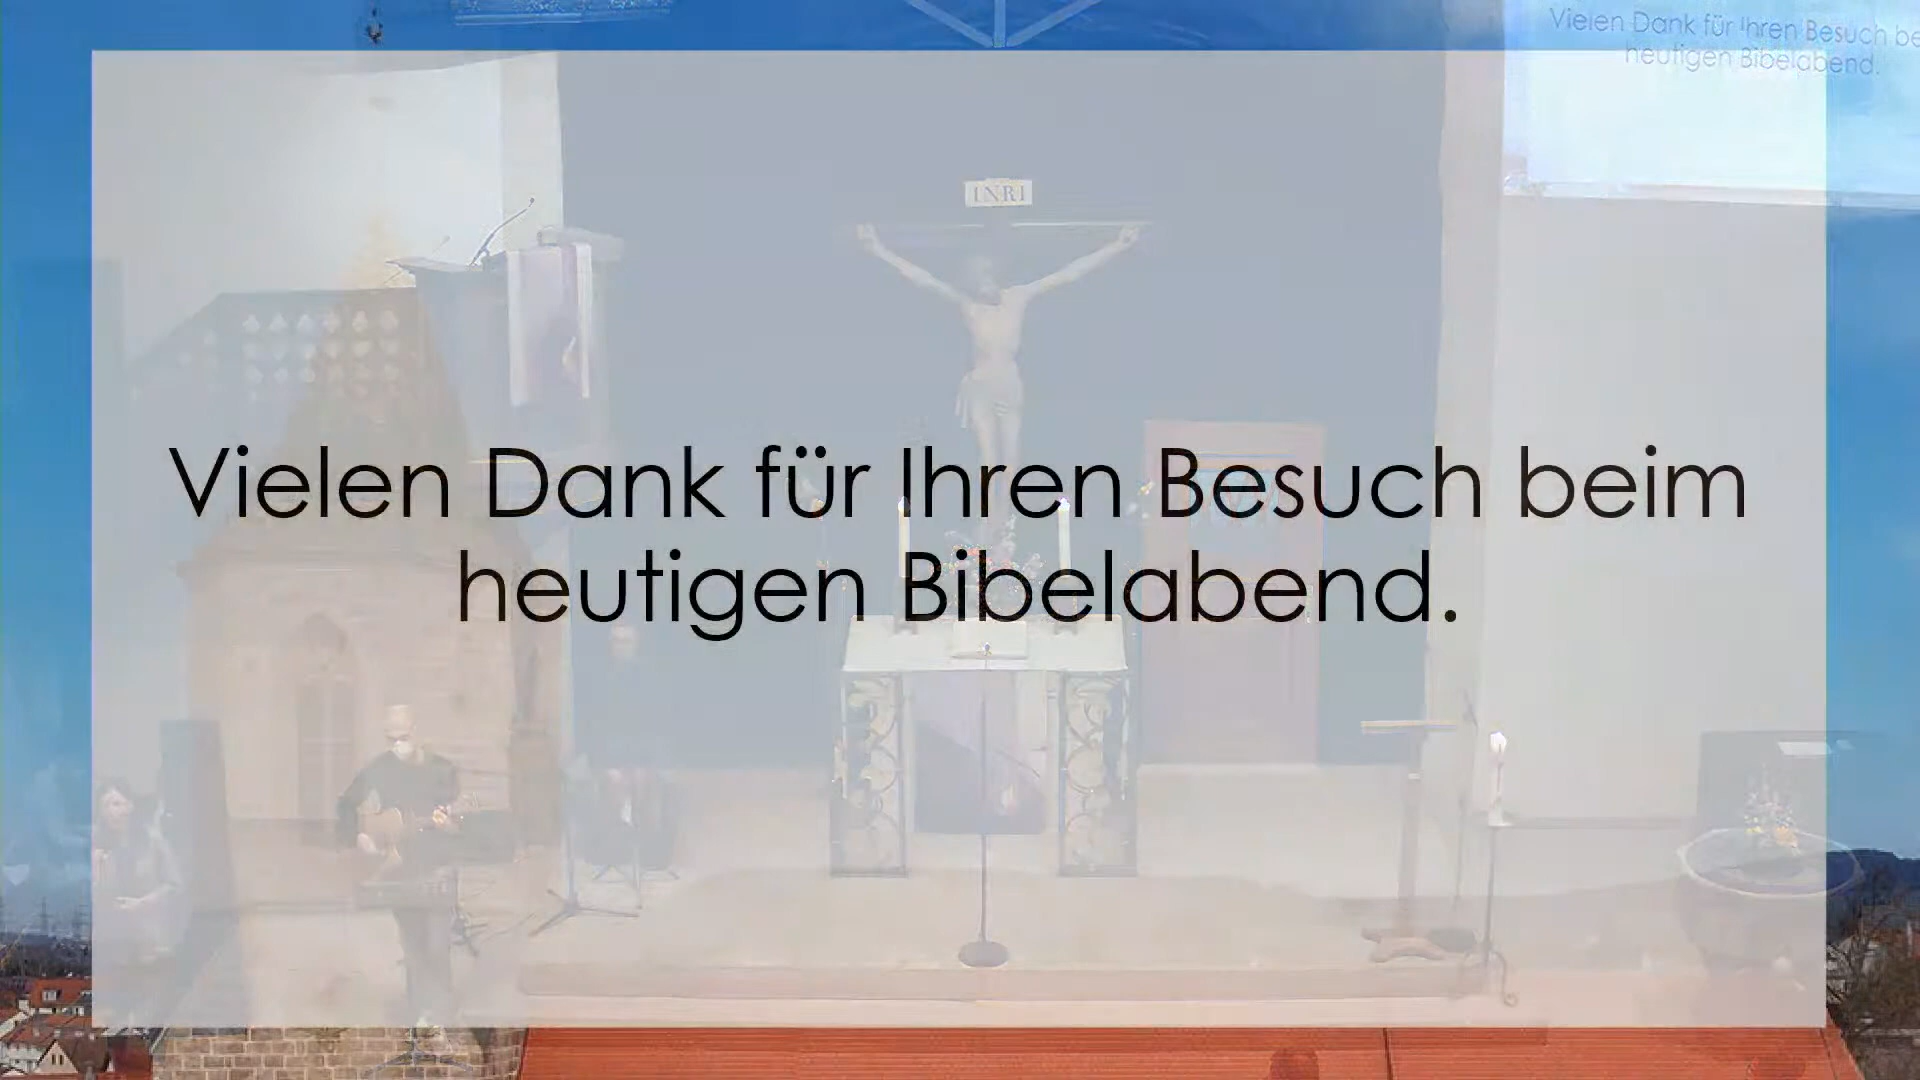 Vielen Dank für Ihren Besuch be
heutigen Bibelabend.
INRI
Vielen Dank für Ihren Besuch beim
heutigen Bibelabend.